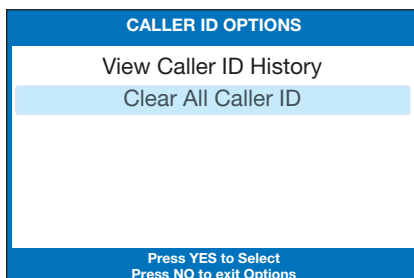 CALLER ID OPTIONS
View Caller ID History
Clear All Caller ID
Press YES to Select
Press NO to exit Options